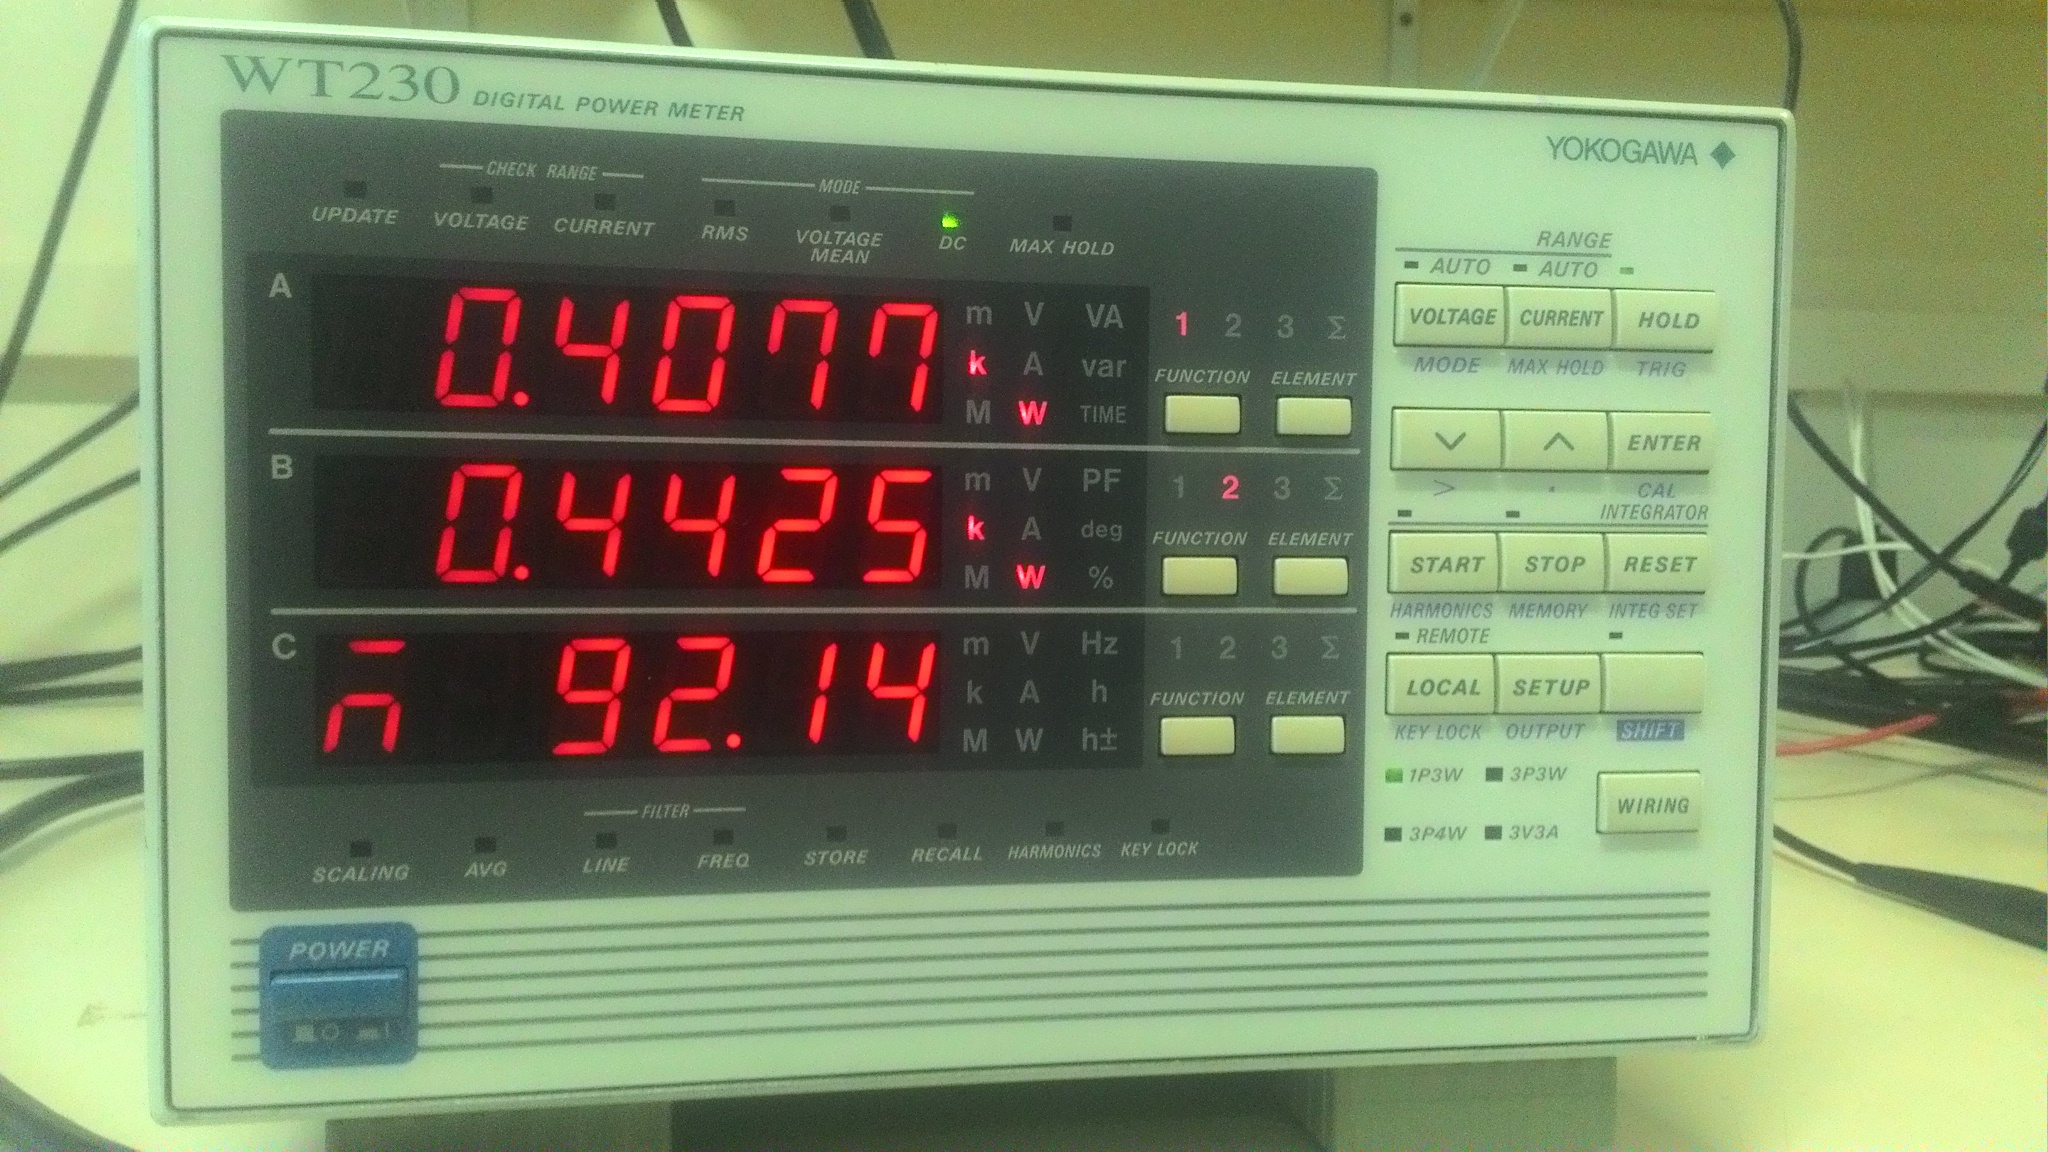 WT230 DIGITAL POWER METER
YOKOGAWA
CHECK RANGE
MODE
UPDATE VOLTAGE CURRENT RMS VOLTAGE MEAN DC MAX HOLD
A 0.4077
m V VA
k A var
M W TIME
1 2 3 Σ
FUNCTION ELEMENT
B 0.4425
m V PF
k A deg
M W %
1 2 3 Σ
FUNCTION ELEMENT
C 92.14
m V Hz
k A h
M W h±
1 2 3 Σ
FUNCTION ELEMENT
FILTER
SCALING AVG LINE FREQ STORE RECALL HARMONICS KEY LOCK
POWER
RANGE
AUTO AUTO
VOLTAGE CURRENT HOLD
MODE MAX HOLD TRIG
ENTER
CAL
INTEGRATOR
START STOP RESET
HARMONICS MEMORY INTEG SET
REMOTE
LOCAL SETUP
KEY LOCK OUTPUT SHIFT
1P3W 3P3W
WIRING
3P4W 3V3A